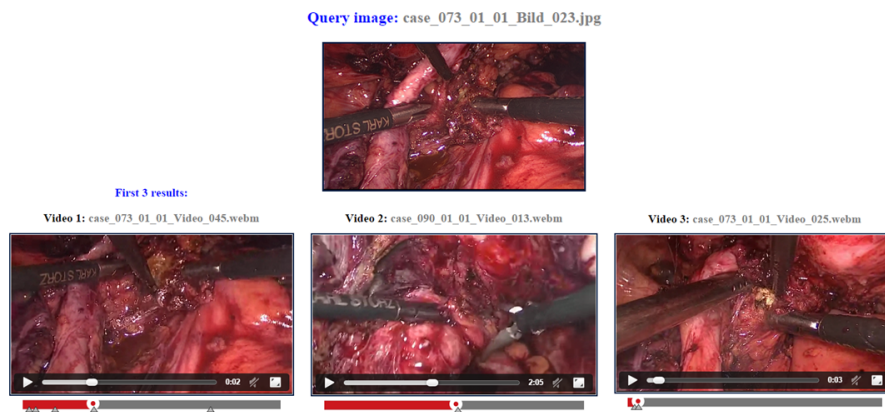 Query image: case_073_01_01_Bild_023.jpg
KARL STOR
First 3 results:
Video 1: case_073_01_01_Video_045.webm
Video 2: case_090_01_01_Video_013.webm
Video 3: case_073_01_01_Video_025.webm
KARL STORZ
KARL STORZ
0:02
2:05
0:03